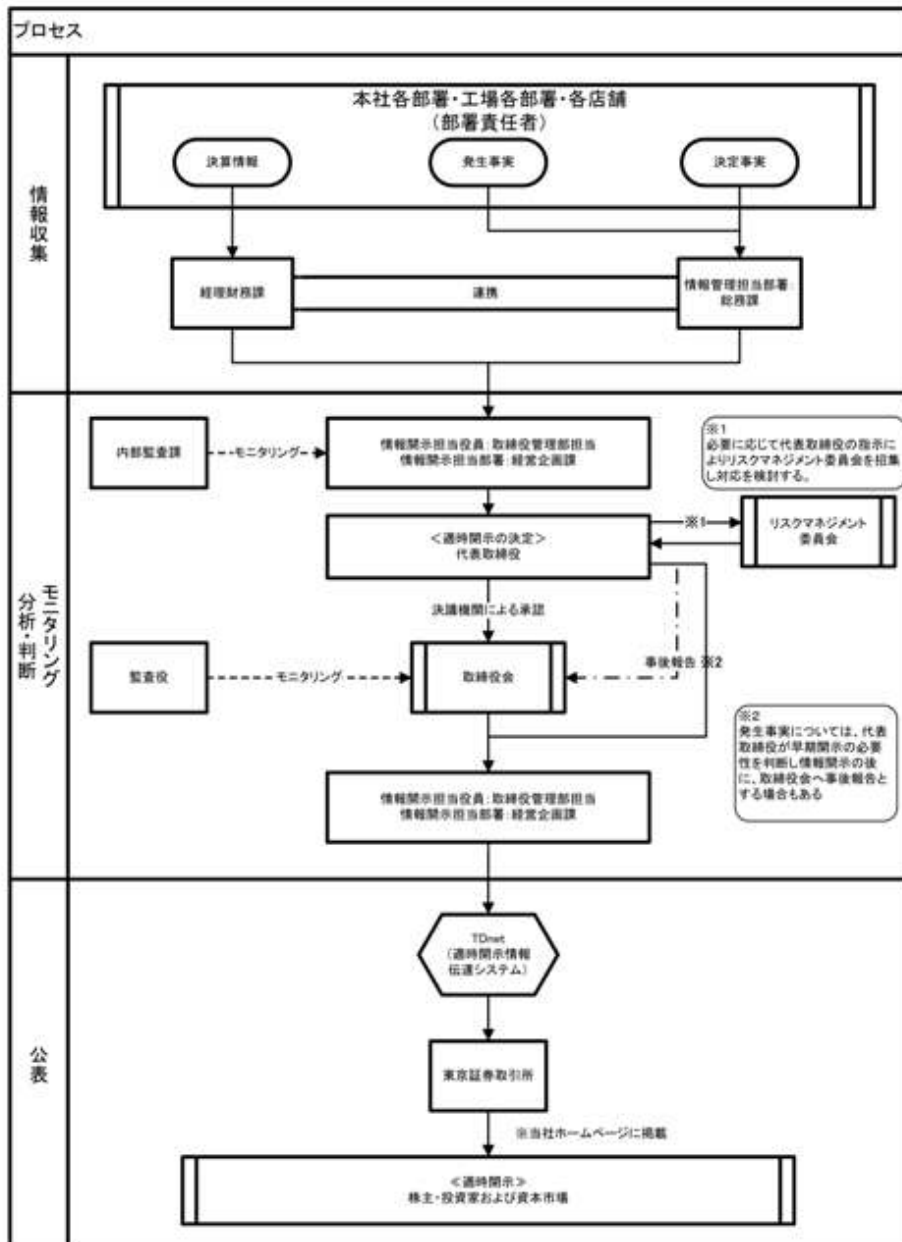 プロセス
情報収集
本社各部署・工場各部署・各店舗
（部署責任者）
決算情報
発生事実
決定事実
経理財務課
連携
情報管理担当部署：
総務課
モニタリング
分析・判断
内部監査課
モニタリング
情報開示担当役員：取締役管理部担当
情報開示担当部署：経営企画課
※1
必要に応じて代表取締役の指示に
よりリスクマネジメント委員会を招集
し対応を検討する。
＜適時開示の決定＞
代表取締役
※1
リスクマネジメント
委員会
決議機関による承認
監査役
モニタリング
取締役会
事後報告 ※2
※2
発生事実については、代表
取締役が早期開示の必要
性を判断し情報開示の後
に、取締役会へ事後報告と
する場合もある
情報開示担当役員：取締役管理部担当
情報開示担当部署：経営企画課
公表
TDnet
（適時開示情報
伝達システム）
東京証券取引所
※当社ホームページに掲載
≪適時開示≫
株主・投資家および資本市場